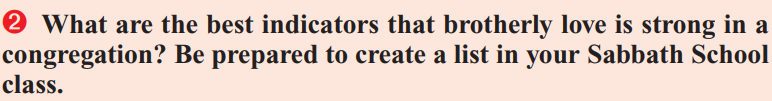 ❷ What are the best indicators that brotherly love is strong in a
congregation? Be prepared to create a list in your Sabbath School
class.